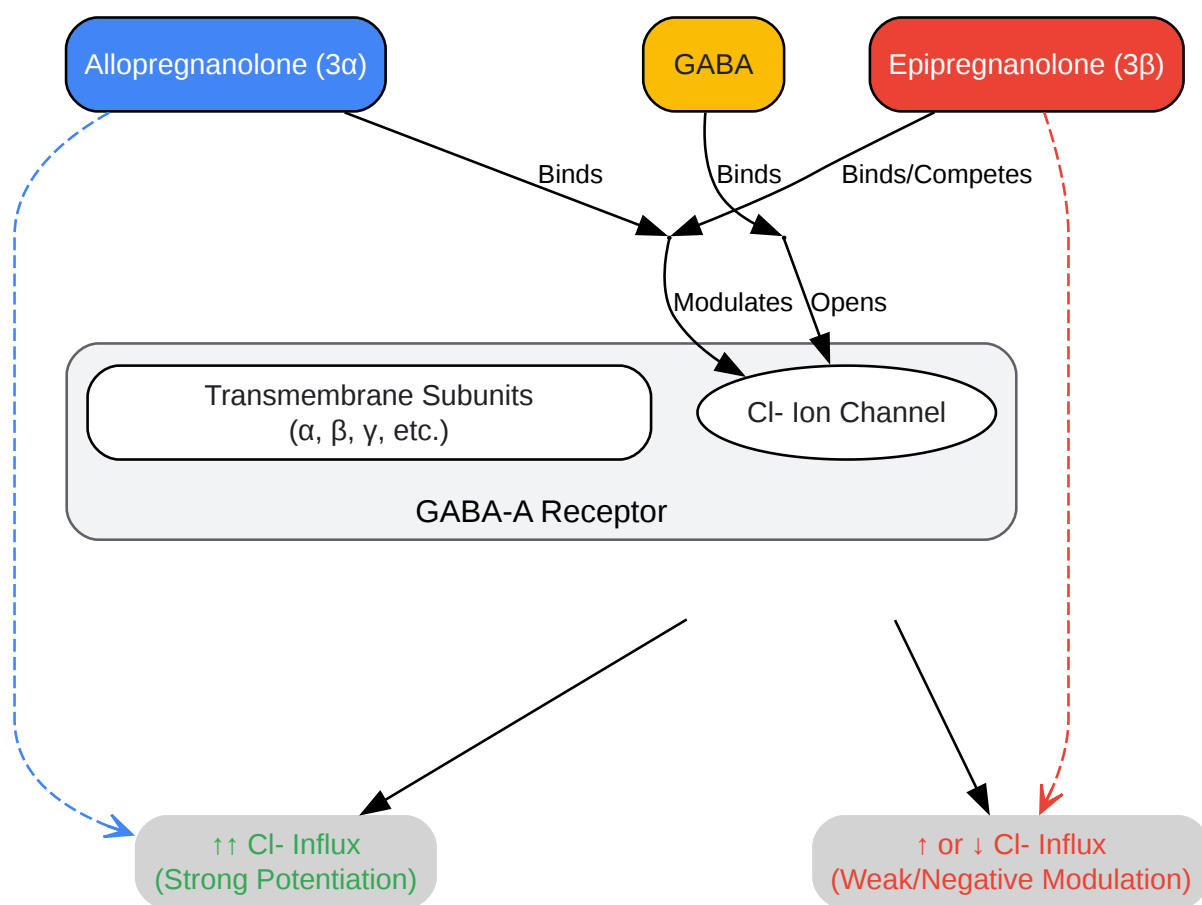 Allopregnanolone (3α)
GABA
Epipregnanolone (3β)
Binds
Binds
Binds/Competes
Modulates
Opens
Transmembrane Subunits
(α, β, γ, etc.)
Cl- Ion Channel
GABA-A Receptor
↑↑ Cl- Influx
(Strong Potentiation)
↑ or ↓ Cl- Influx
(Weak/Negative Modulation)